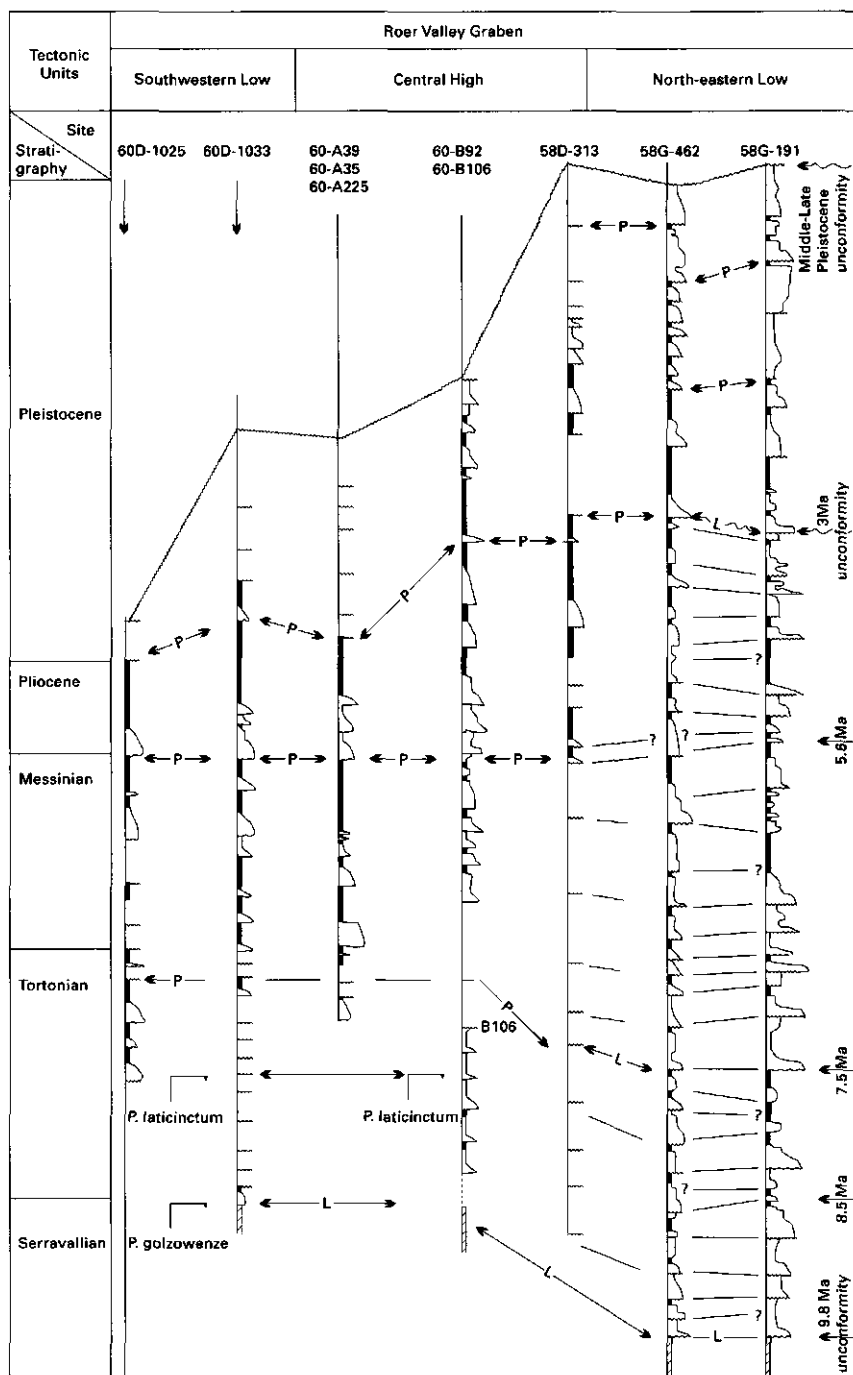 Roer Valley Graben
Tectonic
Units
Southwestern Low
Central High
North-eastern Low
Site
Strati-
graphy
60D-1025
60D-1033
60-A39
60-A35
60-A225
60-B92
60-B106
58D-313
58G-462
58G-191
Middle-Late
Pleistocene
unconformity
P
P
P
Pleistocene
3Ma
unconformity
P
L
P
P
P
P
?
Pliocene
?
?
5.6 Ma
P
P
P
P
Messinian
?
Tortonian
P
P
B106
L
7.5 Ma
P. laticinctum
P. laticinctum
?
?
8.5 Ma
L
Serravallian
P. golzowenze
L
?
L
9.8 Ma
unconformity